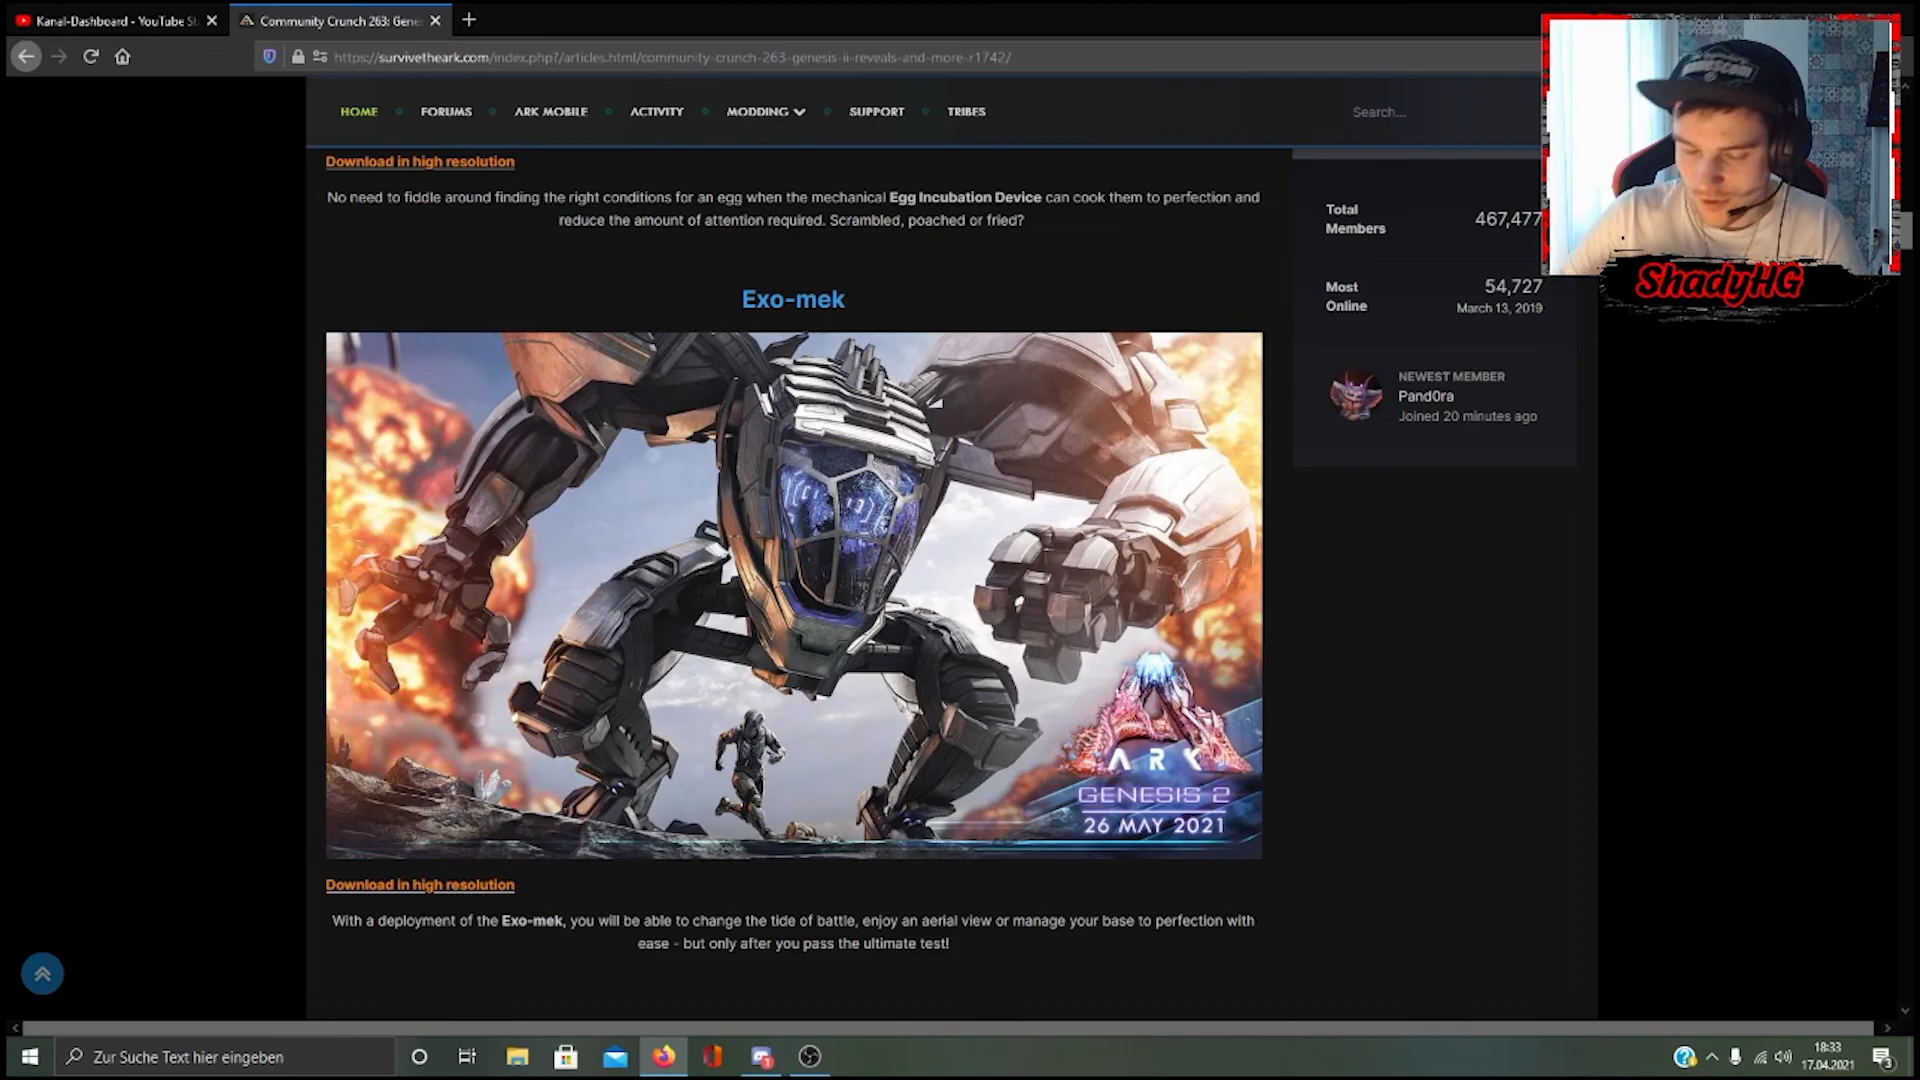 Kanal-Dashboard - YouTube St
Community Crunch 263: Gene
https://survivetheark.com/index.php?/articles.html/community-crunch-263-genesis-ii-reveals-and-more-r1742/
HOME
FORUMS
ARK MOBILE
ACTIVITY
MODDING
SUPPORT
TRIBES
Search...
Download in high resolution
No need to fiddle around finding the right conditions for an egg when the mechanical Egg Incubation Device can cook them to perfection and
reduce the amount of attention required. Scrambled, poached or fried?
Exo-mek
ARK
GENESIS 2
26 MAY 2021
Download in high resolution
With a deployment of the Exo-mek, you will be able to change the tide of battle, enjoy an aerial view or manage your base to perfection with
ease - but only after you pass the ultimate test!
Total
Members
467,477
Most
Online
54,727
March 13, 2019
NEWEST MEMBER
Pand0ra
Joined 20 minutes ago
ShadyHG
Zur Suche Text hier eingeben
18:33
17.04.2021
3